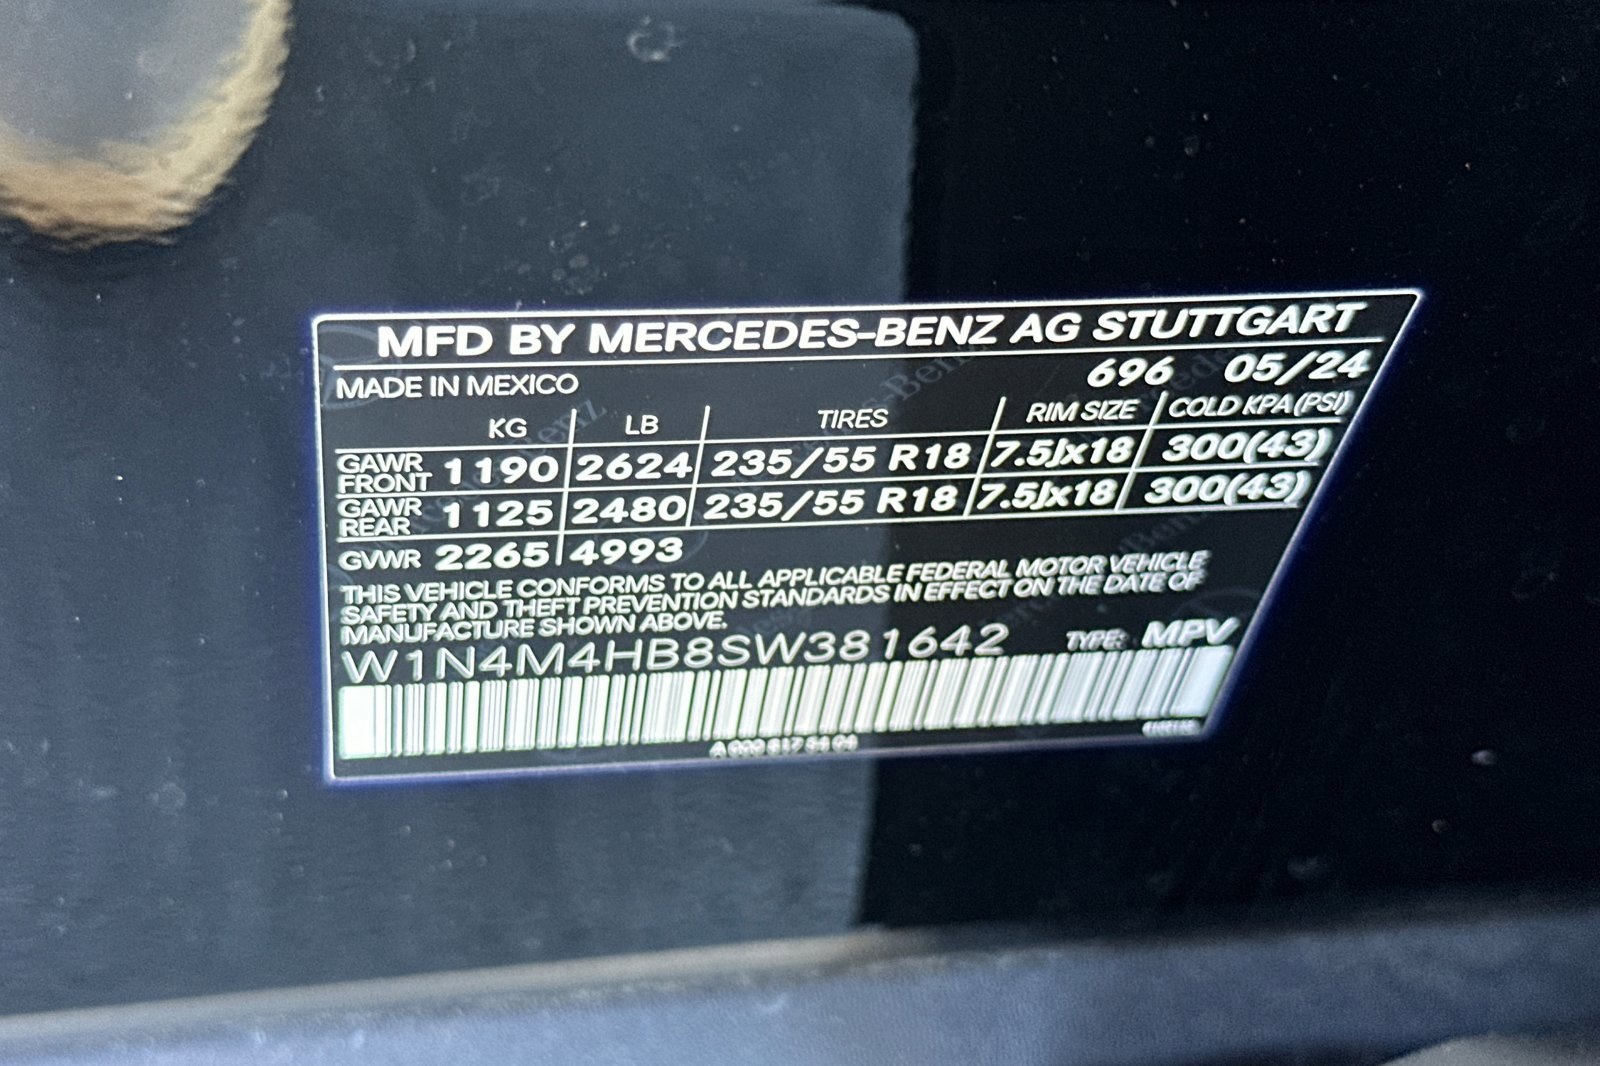 MFD BY MERCEDES-BENZ AG STUTTGART
MADE IN MEXICO 696 05/24
KG LB TIRES RIM SIZE COLD KPA(PSI)
GAWR FRONT 1190 2624 235/55 R18 7.5Jx18 300(43)
GAWR REAR 1125 2480 235/55 R18 7.5Jx18 300(43)
GVWR 2265 4993
THIS VEHICLE CONFORMS TO ALL APPLICABLE FEDERAL MOTOR VEHICLE
SAFETY AND THEFT PREVENTION STANDARDS IN EFFECT ON THE DATE OF
MANUFACTURE SHOWN ABOVE.
W1N4M4HB8SW381642 TYPE: MPV
A 000 817